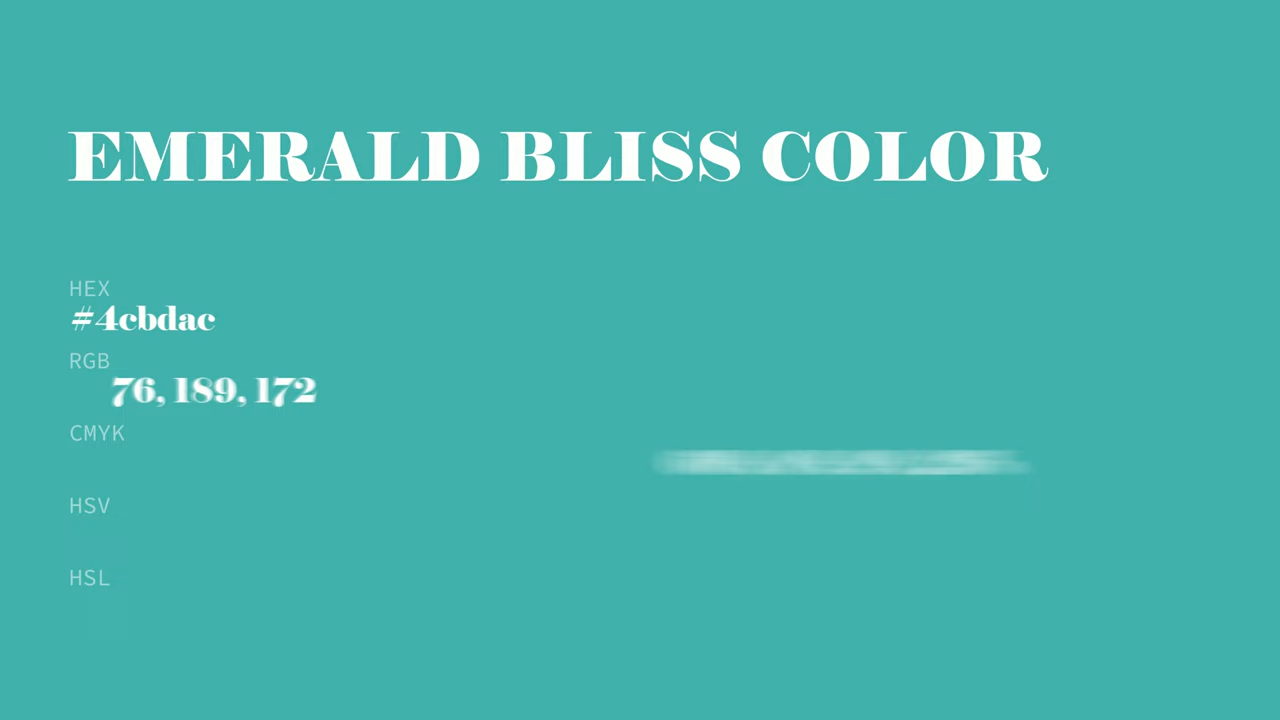 EMERALD BLISS COLOR
HEX
#4cbdac
RGB
76, 189, 172
CMYK
HSV
HSL